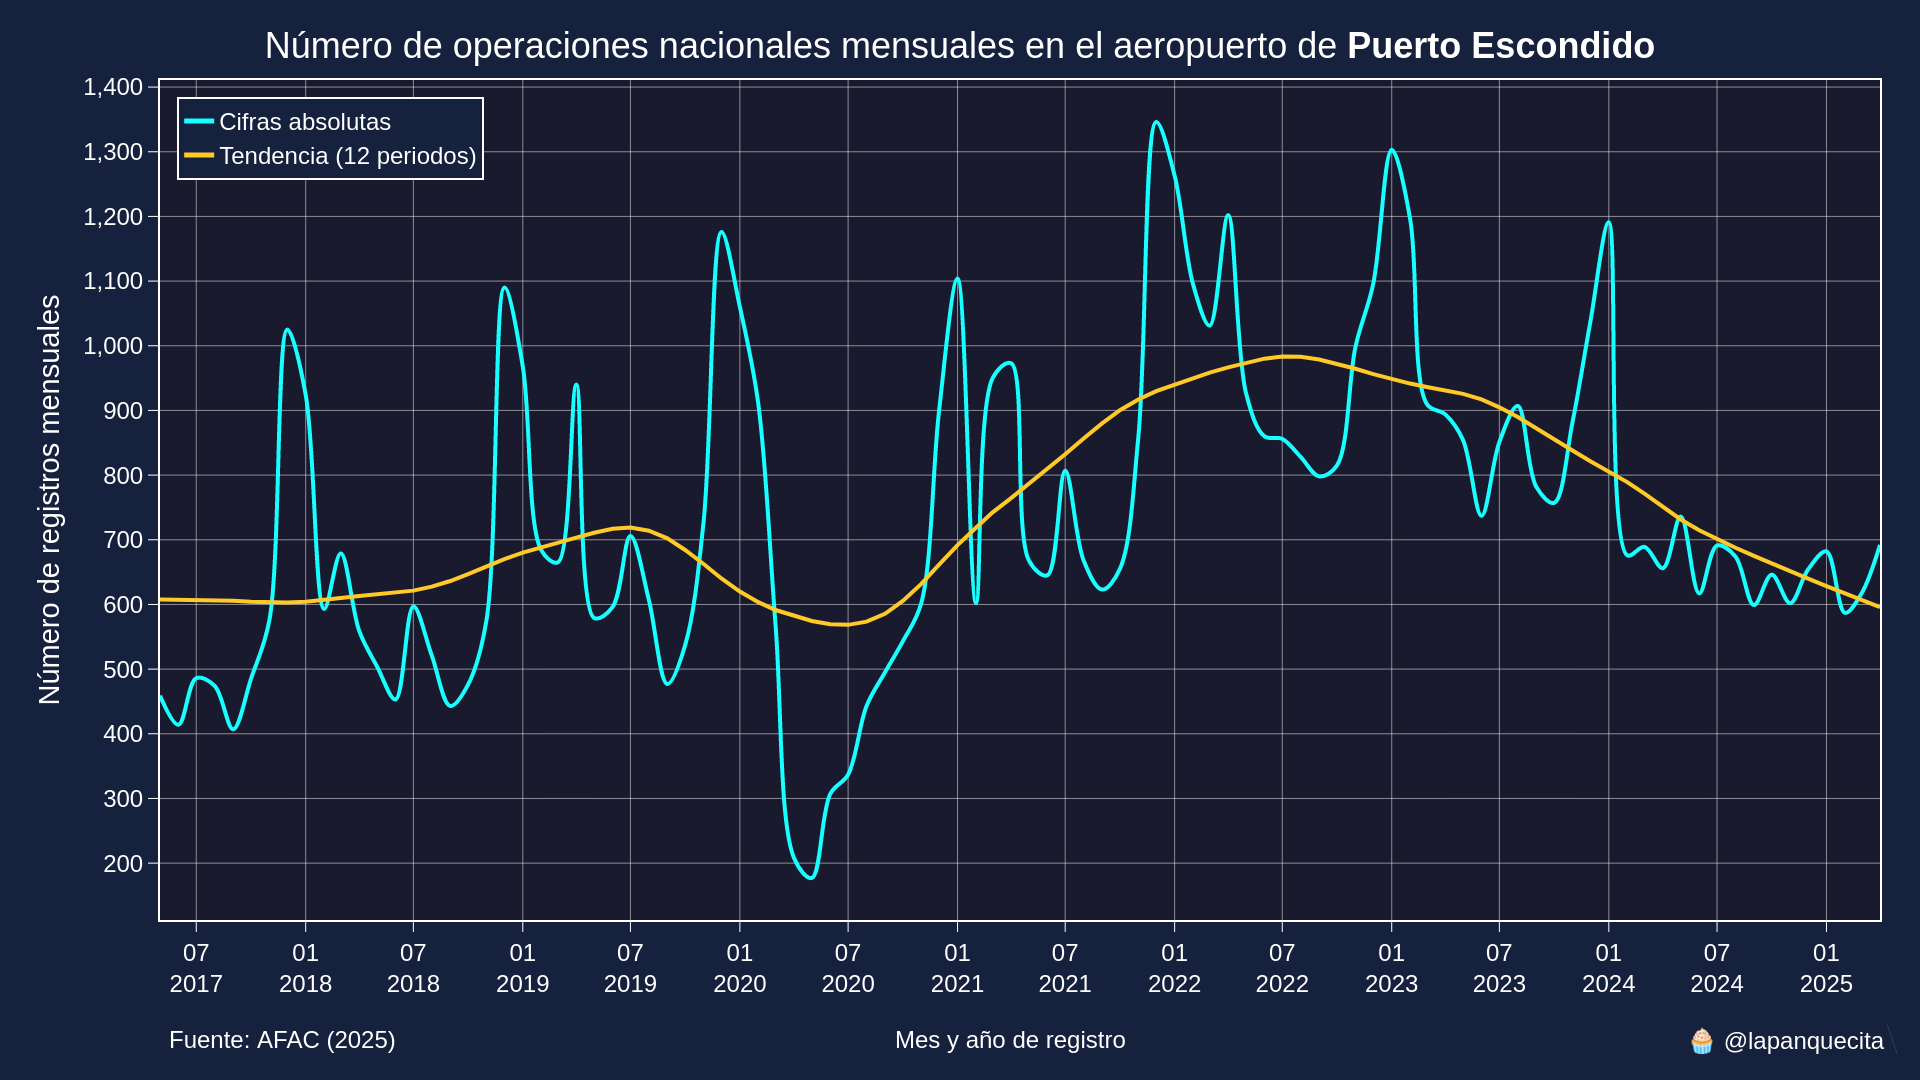 Número de operaciones nacionales mensuales en el aeropuerto de Puerto Escondido
Cifras absolutas
Tendencia (12 periodos)
Número de registros mensuales
1,400
1,300
1,200
1,100
1,000
900
800
700
600
500
400
300
200
07 01 07 01 07 01 07 01 07 01 07 01 07 01 07 01
2017 2018 2018 2019 2019 2020 2020 2021 2021 2022 2022 2023 2023 2024 2024 2025
Fuente: AFAC (2025)
Mes y año de registro
🧁 @lapanquecita